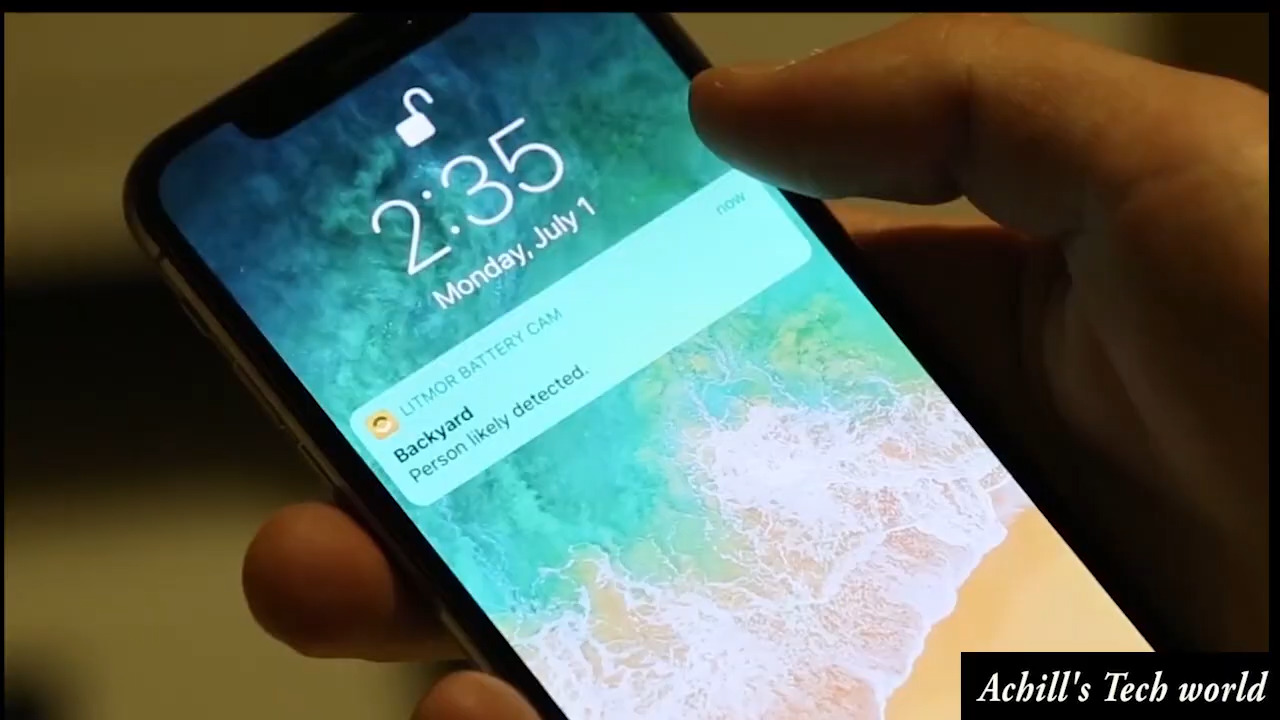 2:35
Monday, July 1
LITMOR BATTERY CAM
now
Backyard
Person likely detected.
Achill's Tech world